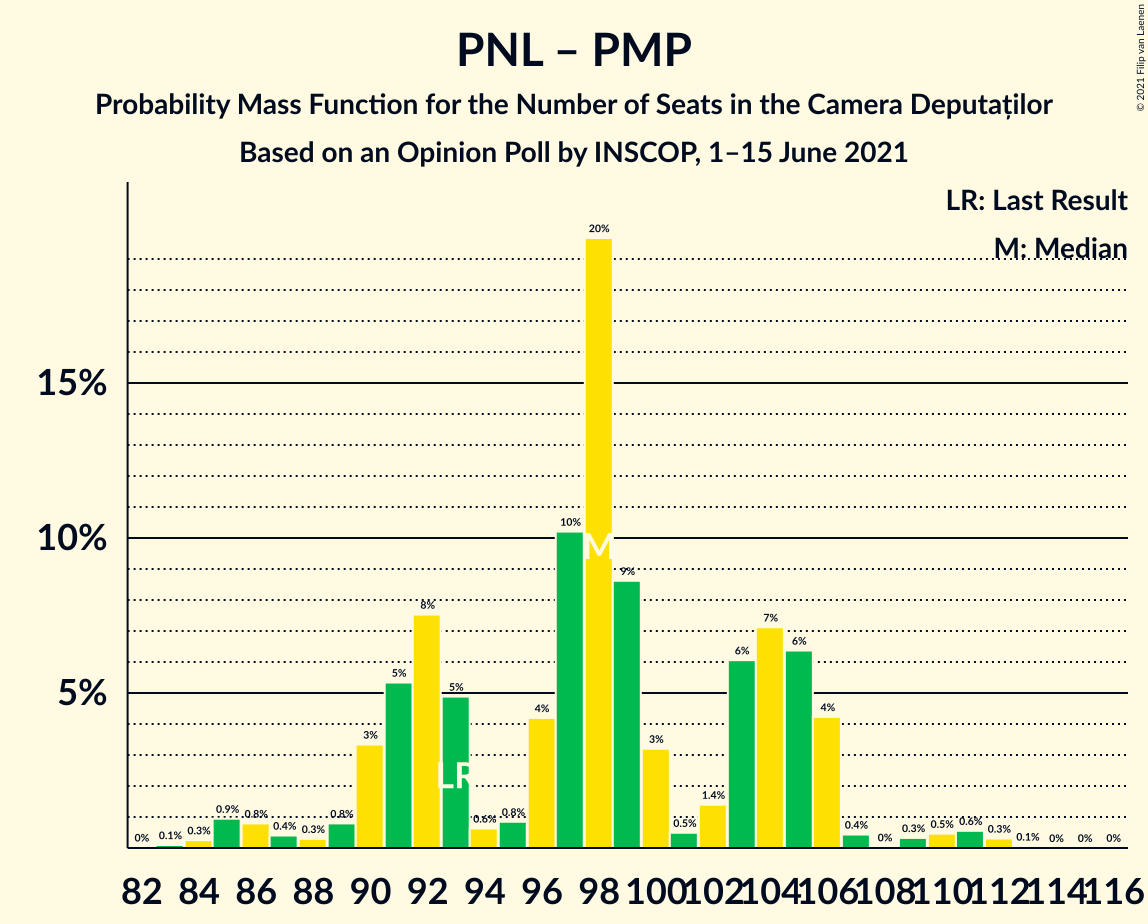 PNL – PMP
Probability Mass Function for the Number of Seats in the Camera Deputaților
Based on an Opinion Poll by INSCOP, 1–15 June 2021
© 2021 Filip van Laenen
LR: Last Result
M: Median
15%
10%
5%
0% 0.1% 0.3% 0.9% 0.8% 0.4% 0.3% 0.8% 3% 5% 8% 5% 0.6% 0.8% 4% 10% 20% 9% 3% 0.5% 1.4% 6% 7% 6% 4% 0.4% 0% 0.3% 0.5% 0.6% 0.3% 0.1% 0% 0% 0%
M
LR
82 84 86 88 90 92 94 96 98 100 102 104 106 108 110 112 114 116